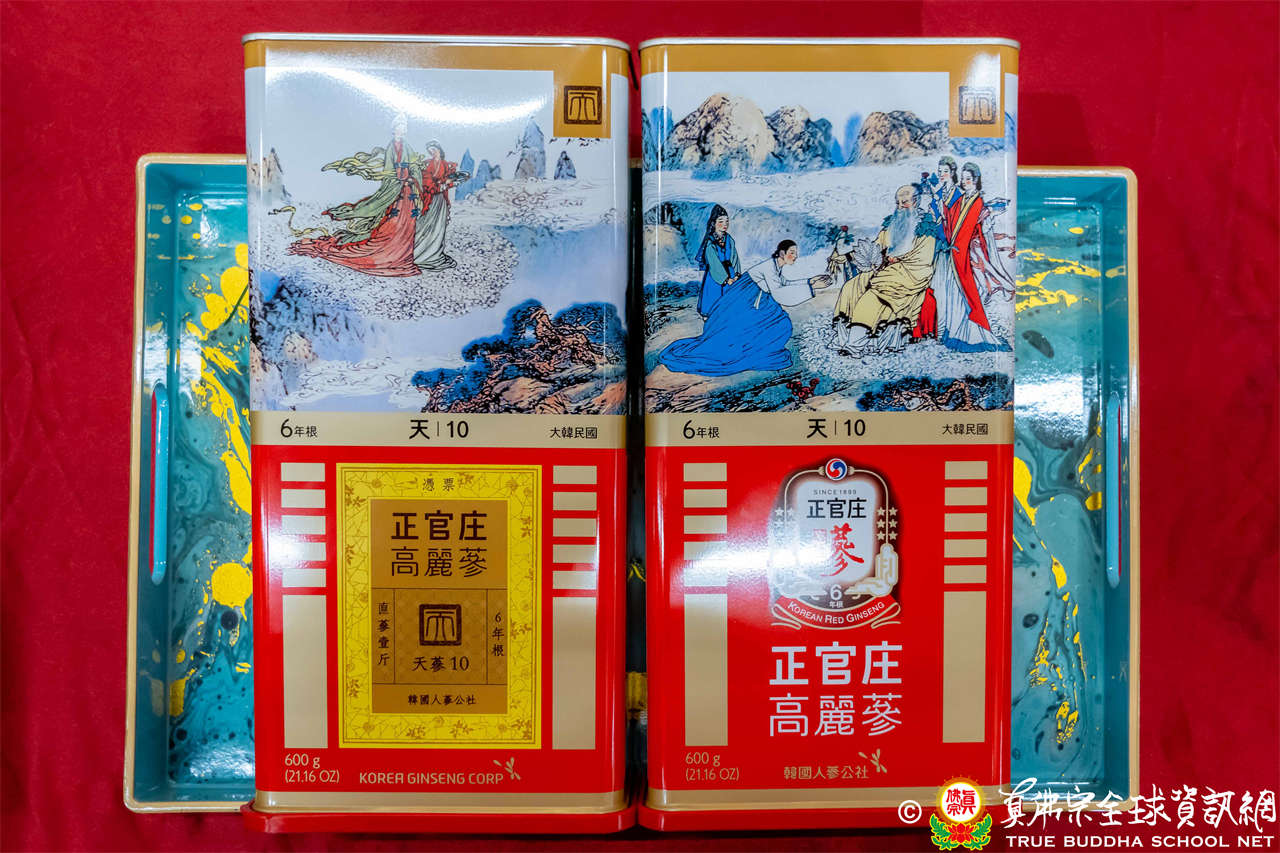 6年根
天 | 10
大韓民國
憑票
正官庄
高麗蔘
直蔘壹斤
天蔘10
6年根
韓國人蔘公社
600 g
(21.16 OZ)
KOREA GINSENG CORP
6年根
天 | 10
大韓民國
SINCE 1899
正官庄
蔘
6
年根
KOREAN RED GINSENG
正官庄
高麗蔘
600 g
(21.16 OZ)
韓國人蔘公社
© 真佛宗全球資訊網
TRUE BUDDHA SCHOOL NET